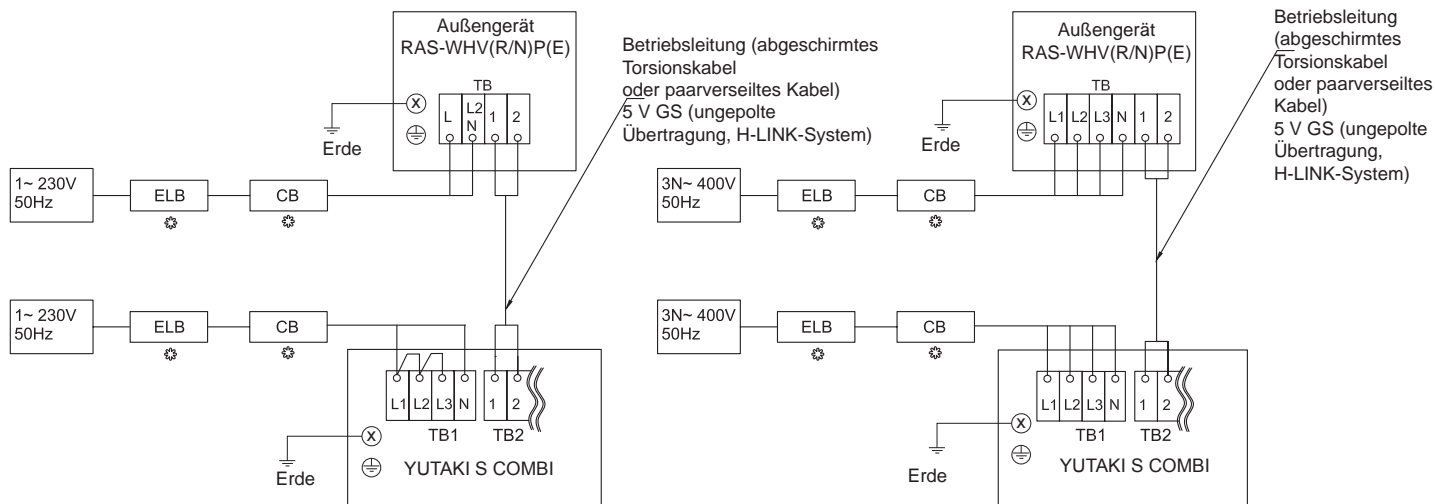 Außengerät
RAS-WHV(R/N)P(E)
TB
L
L2
N
1
2
X
Erde
Betriebsleitung (abgeschirmtes
Torsionskabel
oder paarverseiltes Kabel)
5 V GS (ungepolte
Übertragung, H-LINK-System)
1~ 230V
50Hz
ELB
CB
1~ 230V
50Hz
ELB
CB
L1
L2
L3
N
1
2
TB1
TB2
X
Erde
YUTAKI S COMBI
Außengerät
RAS-WHV(R/N)P(E)
TB
L1
L2
L3
N
1
2
X
Erde
Betriebsleitung
(abgeschirmtes
Torsionskabel
oder paarverseiltes
Kabel)
5 V GS (ungepolte
Übertragung,
H-LINK-System)
3N~ 400V
50Hz
ELB
CB
3N~ 400V
50Hz
ELB
CB
L1
L2
L3
N
1
2
TB1
TB2
X
Erde
YUTAKI S COMBI